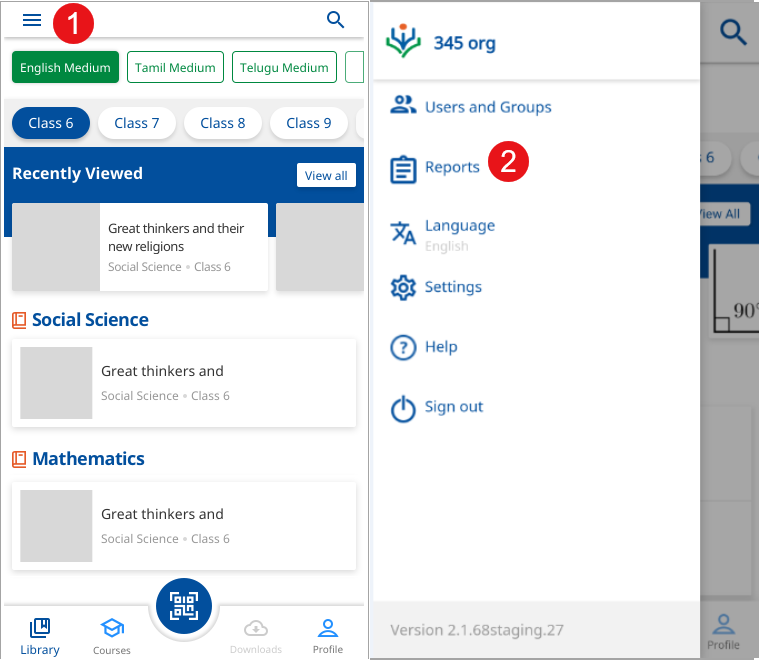 1
English Medium
Tamil Medium
Telugu Medium
Class 6
Class 7
Class 8
Class 9
Recently Viewed
View all
Great thinkers and their
new religions
Social Science • Class 6
Social Science
Great thinkers and
Social Science • Class 6
Mathematics
Great thinkers and
Social Science • Class 6
Library
Courses
Downloads
Profile
345 org
Users and Groups
Reports
2
Language
English
Settings
Help
Sign out
Version 2.1.68staging.27
6
View All
90°
Profile